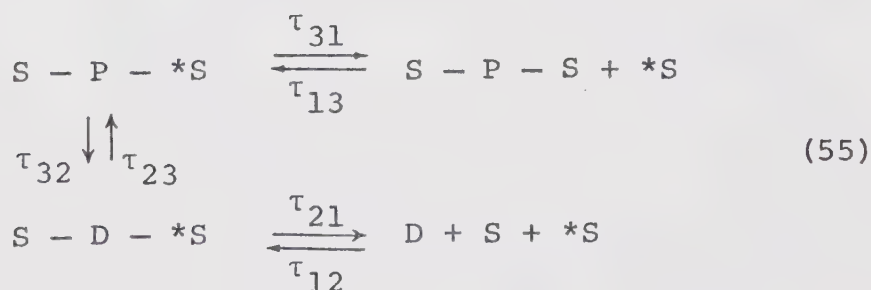 S – P – *S ⇌ S – P – S + *S
τ31
τ13
τ32 ↓↑ τ23
(55)
S – D – *S ⇌ D + S + *S
τ21
τ12